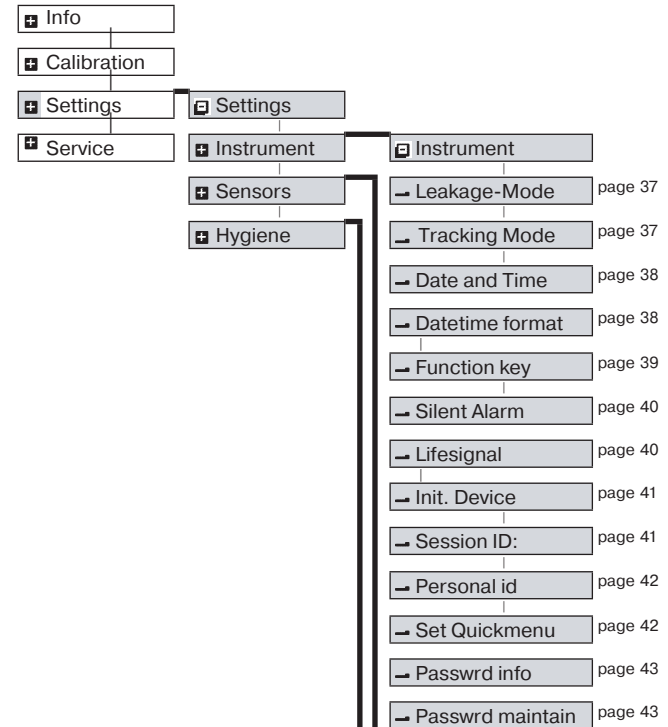 Info
Calibration
Settings
Service
Settings
Instrument
Sensors
Hygiene
Instrument
Leakage-Mode page 37
Tracking Mode page 37
Date and Time page 38
Datetime format page 38
Function key page 39
Silent Alarm page 40
Lifesignal page 40
Init. Device page 41
Session ID: page 41
Personal id page 42
Set Quickmenu page 42
Passwrd info page 43
Passwrd maintain page 43